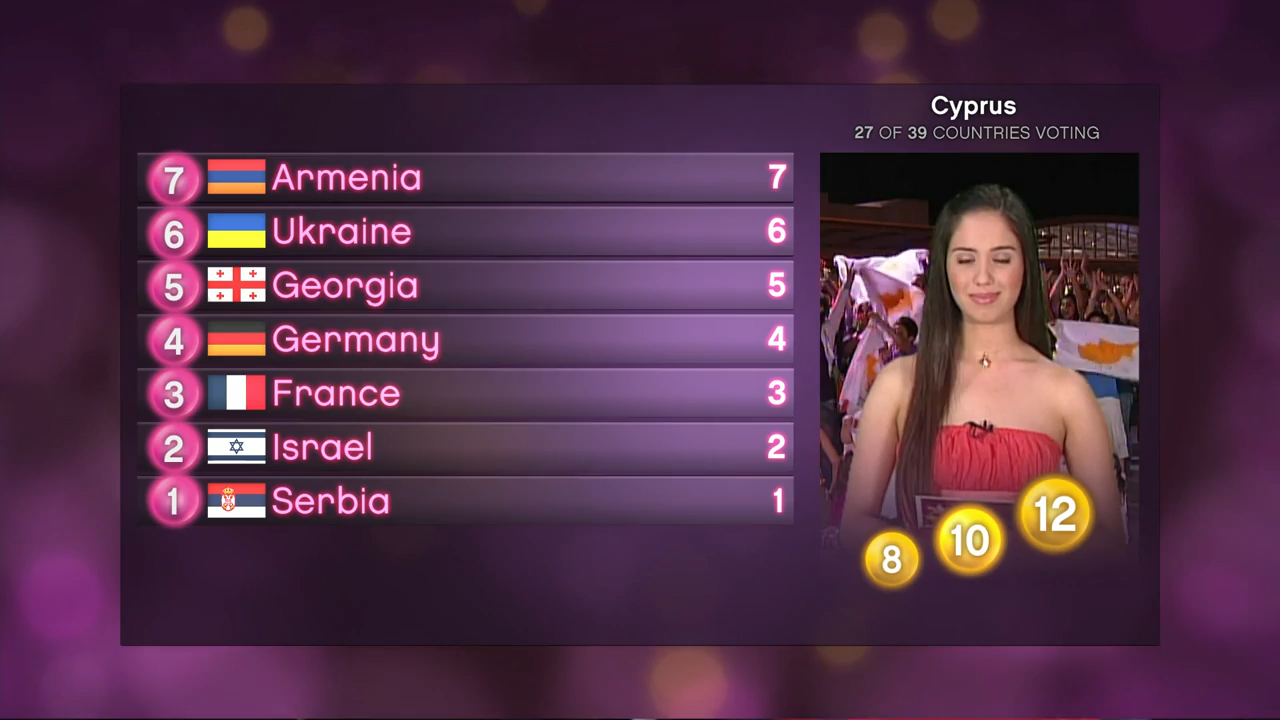 Cyprus
27 OF 39 COUNTRIES VOTING
7 Armenia 7
6 Ukraine 6
5 Georgia 5
4 Germany 4
3 France 3
2 Israel 2
1 Serbia 1
8 10 12